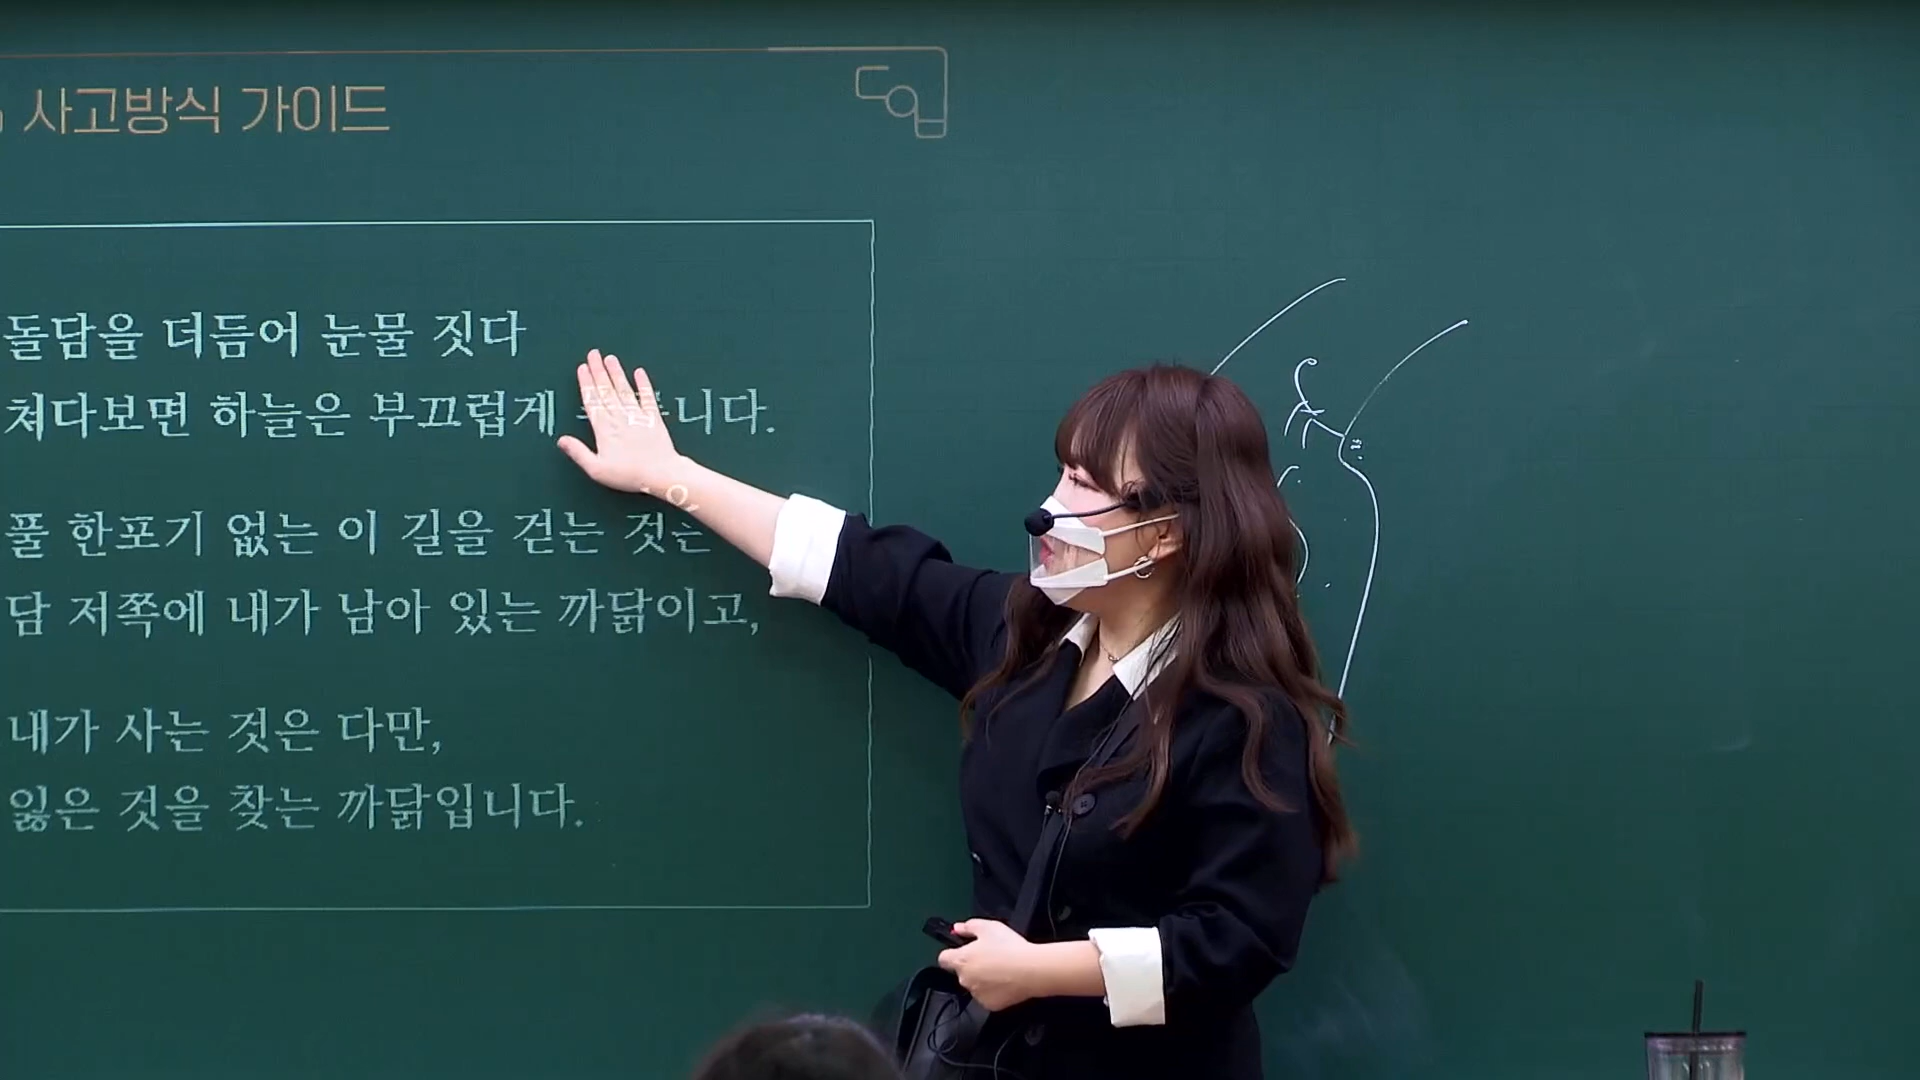 사고방식 가이드
돌담을 더듬어 눈물 짓다
쳐다보면 하늘은 부끄럽게 푸릅니다.
풀 한포기 없는 이 길을 걷는 것은
담 저쪽에 내가 남아 있는 까닭이고,
내가 사는 것은 다만,
잃은 것을 찾는 까닭입니다.